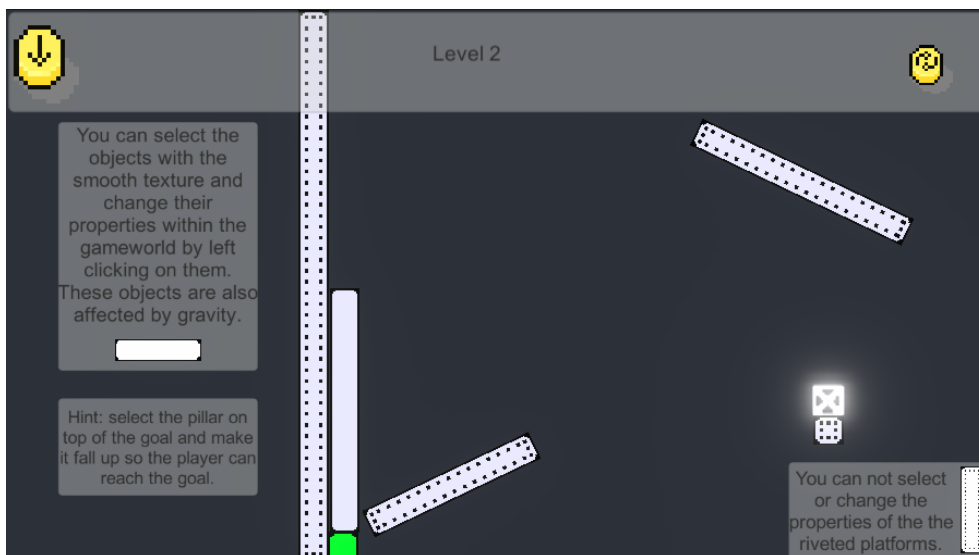 Level 2
You can select the
objects with the
smooth texture and
change their
properties within the
gameworld by left
clicking on them.
These objects are also
affected by gravity.
Hint: select the pillar on
top of the goal and make
it fall up so the player can
reach the goal.
You can not select
or change the
properties of the the
riveted platforms.